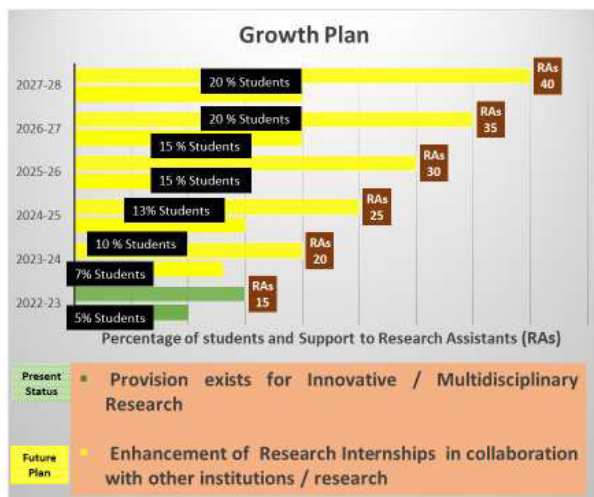 Growth Plan
2027-28
20 % Students
RAs
40
2026-27
20 % Students
RAs
35
15 % Students
2025-26
15 % Students
RAs
30
2024-25
13% Students
RAs
25
10 % Students
2023-24
RAs
20
7% Students
2022-23
RAs
15
5% Students
Percentage of students and Support to Research Assistants (RAs)
Present
Status
Provision exists for Innovative / Multidisciplinary
Research
Future
Plan
Enhancement of Research Internships in collaboration
with other institutions / research